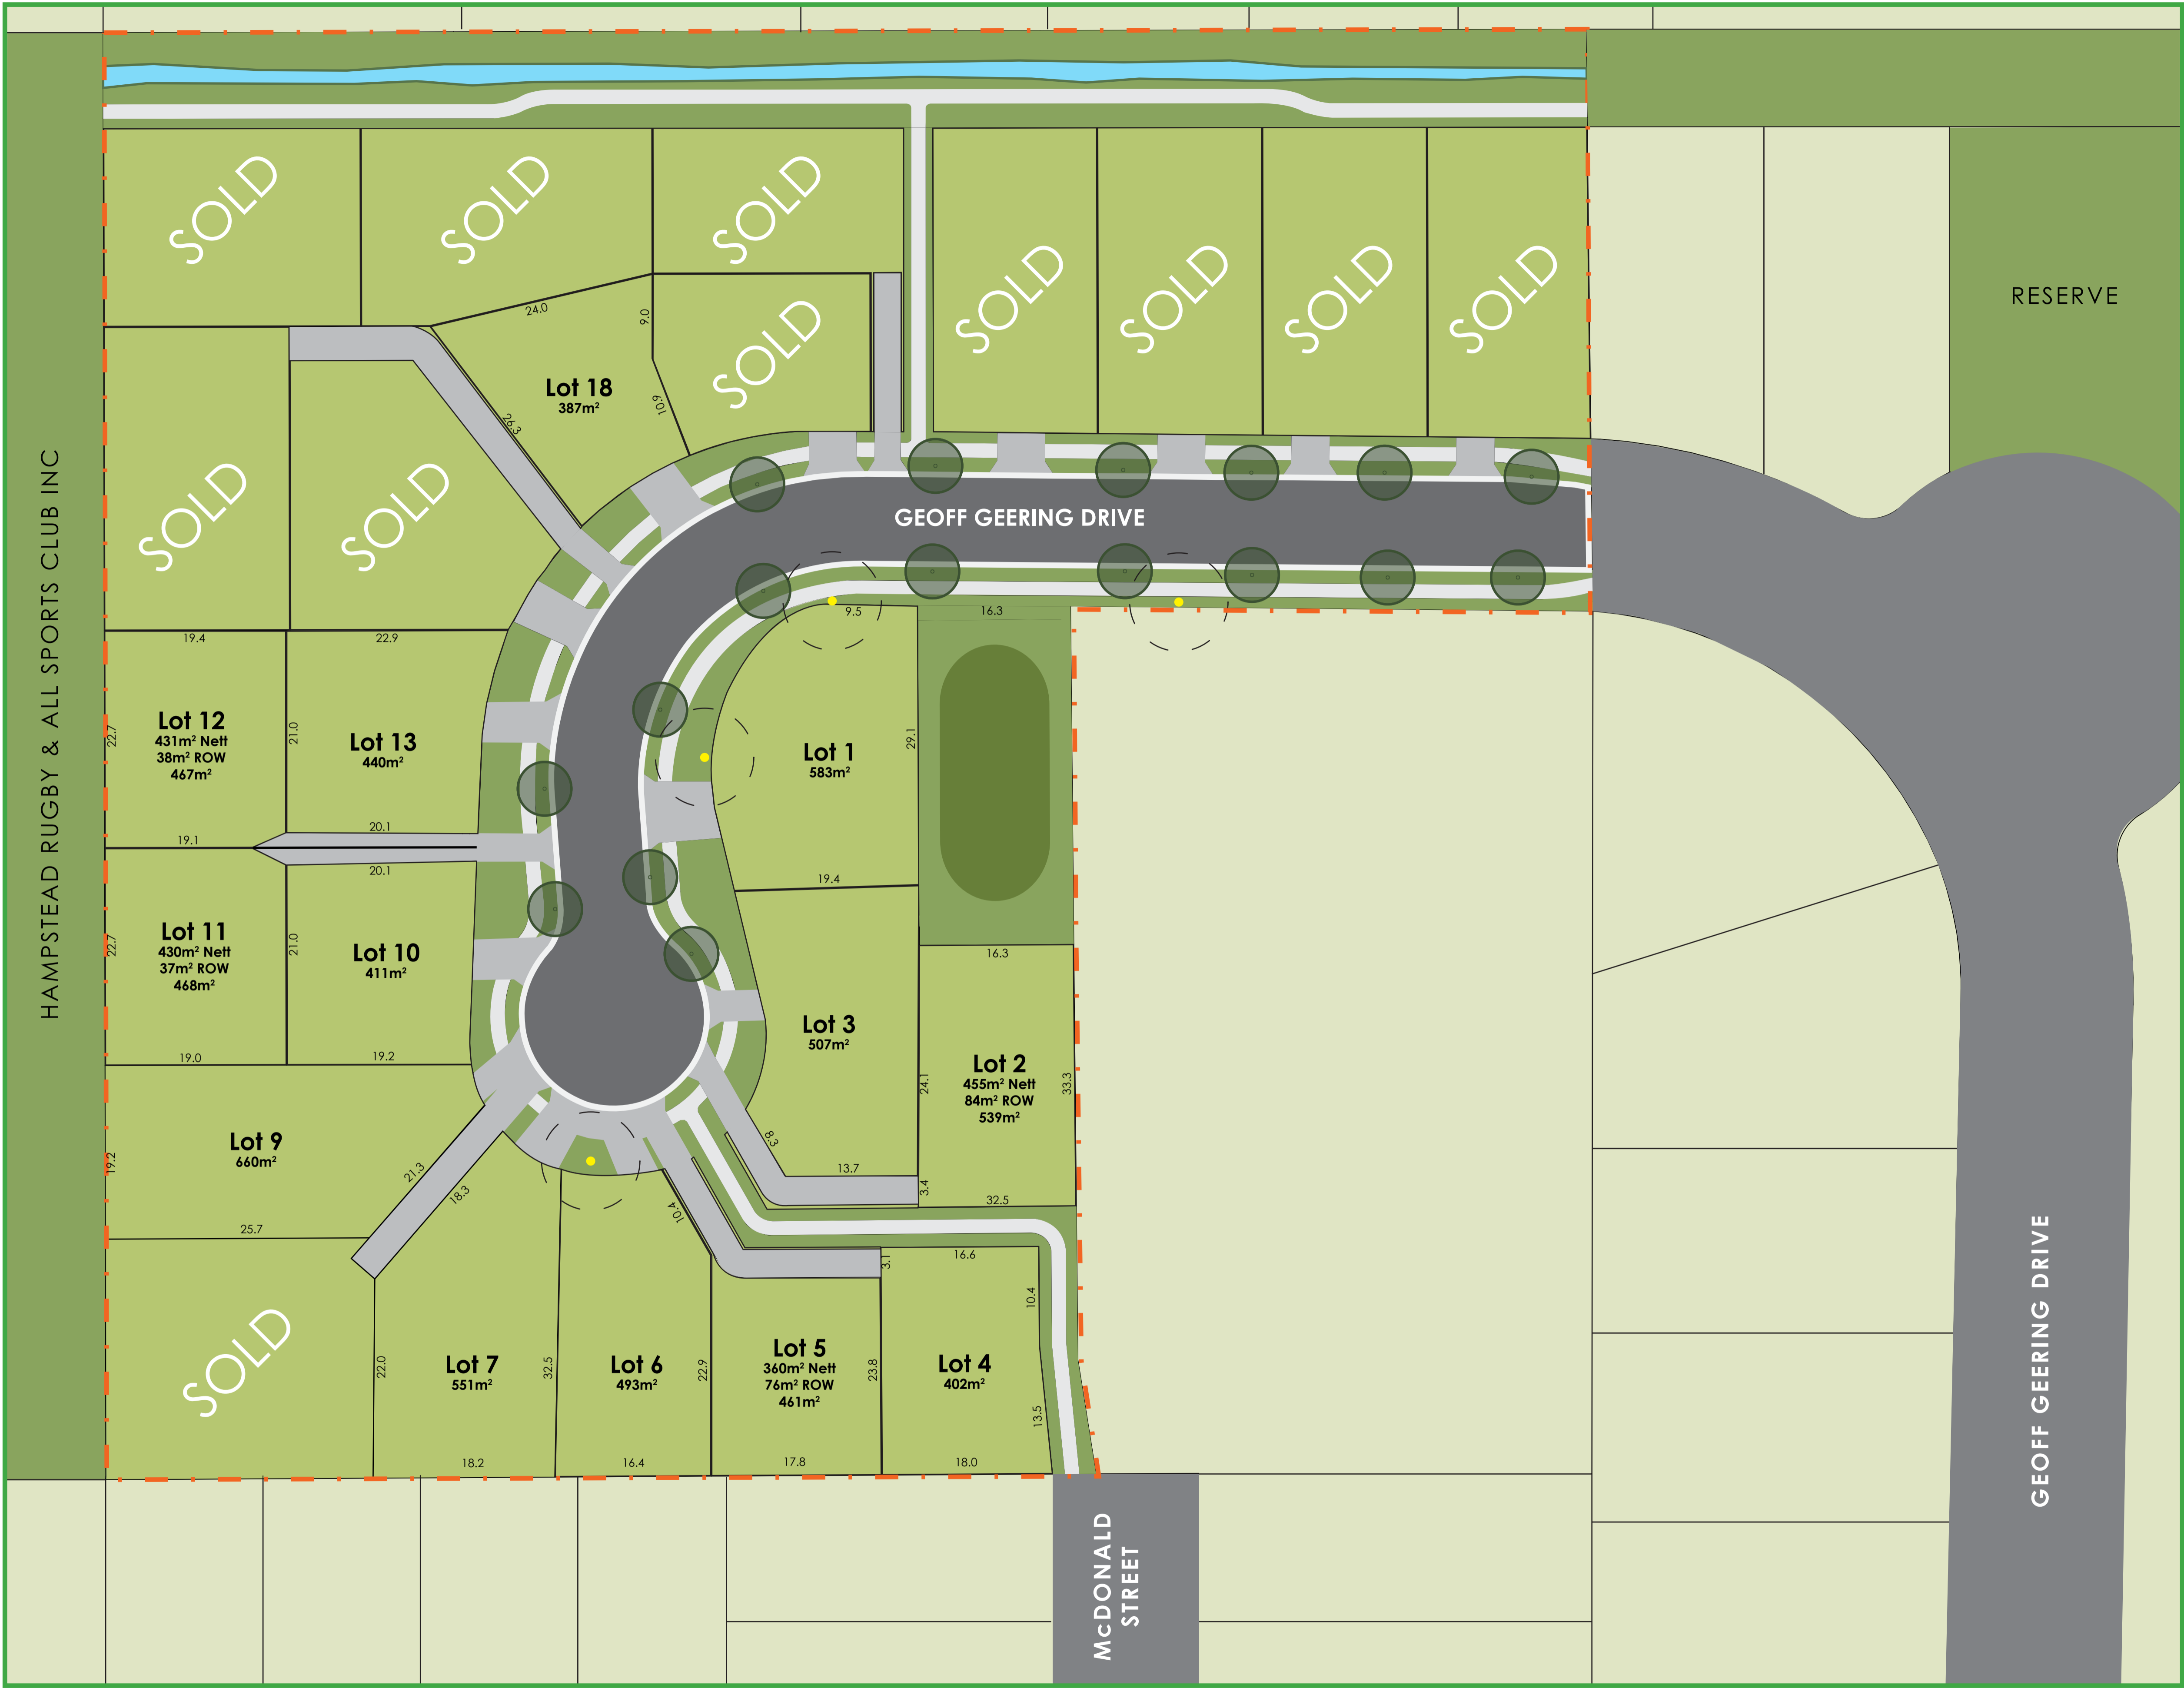 SOLD
SOLD
SOLD
SOLD
SOLD
SOLD
SOLD
RESERVE
24.0
9.0
SOLD
Lot 18
387m²
10.9
26.3
HAMPSTEAD RUGBY & ALL SPORTS CLUB INC
SOLD
SOLD
GEOFF GEERING DRIVE
9.5
16.3
19.4
22.9
Lot 12
431m² Nett
38m² ROW
467m²
22.7
21.0
Lot 13
440m²
Lot 1
583m²
29.1
19.1
20.1
20.1
19.4
Lot 11
430m² Nett
37m² ROW
468m²
22.7
21.0
Lot 10
411m²
16.3
Lot 3
507m²
19.0
19.2
Lot 2
455m² Nett
84m² ROW
539m²
24.1
33.3
Lot 9
660m²
19.2
21.3
18.3
8.3
13.7
3.4
32.5
10.4
25.7
3.1
16.6
10.4
SOLD
22.0
Lot 7
551m²
32.5
Lot 6
493m²
22.9
Lot 5
360m² Nett
76m² ROW
461m²
23.8
Lot 4
402m²
13.5
18.2
16.4
17.8
18.0
GEOFF GEERING DRIVE
McDONALD
STREET